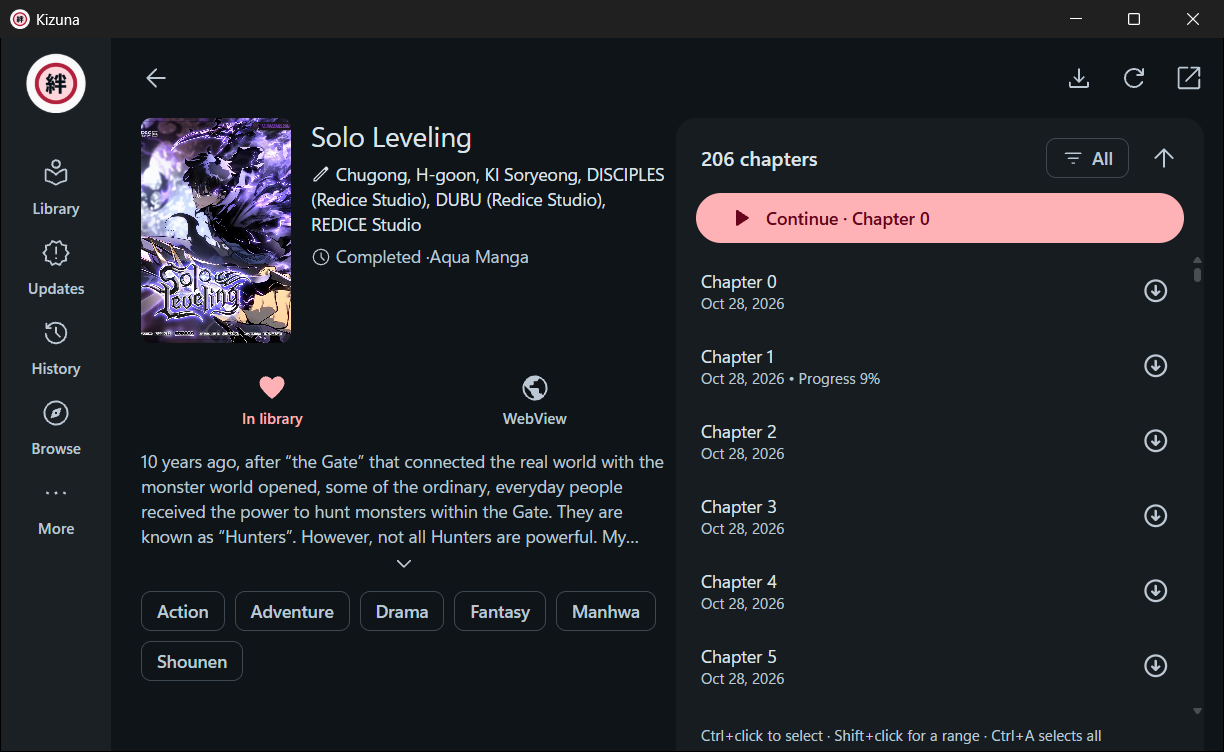 Kizuna
絆
Library
Updates
History
Browse
More
Solo Leveling
Solo Leveling
Chugong, H-goon, KI Soryeong, DISCIPLES
(Redice Studio), DUBU (Redice Studio),
REDICE Studio
Completed ·Aqua Manga
In library
WebView
10 years ago, after “the Gate” that connected the real world with the
monster world opened, some of the ordinary, everyday people
received the power to hunt monsters within the Gate. They are
known as “Hunters”. However, not all Hunters are powerful. My...
Action
Adventure
Drama
Fantasy
Manhwa
Shounen
206 chapters
All
Continue · Chapter 0
Chapter 0
Oct 28, 2026
Chapter 1
Oct 28, 2026 • Progress 9%
Chapter 2
Oct 28, 2026
Chapter 3
Oct 28, 2026
Chapter 4
Oct 28, 2026
Chapter 5
Oct 28, 2026
Ctrl+click to select · Shift+click for a range · Ctrl+A selects all